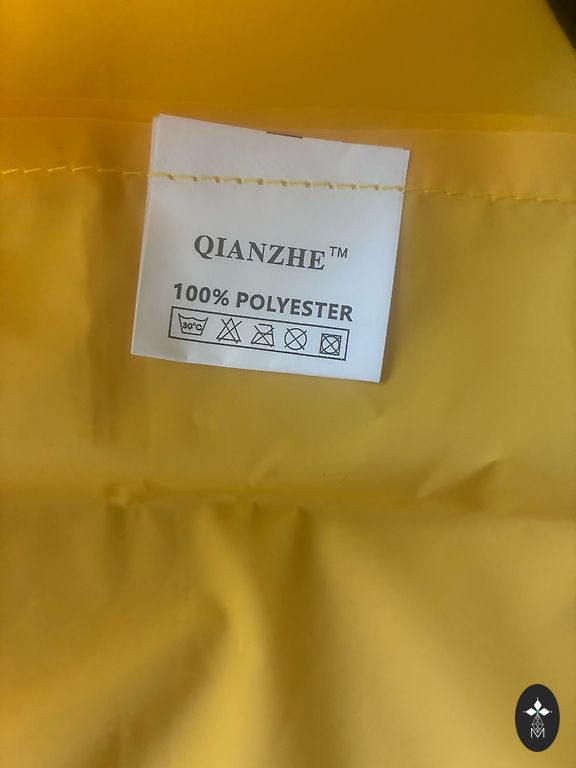 QIANZHE™
100% POLYESTER
30°C
M